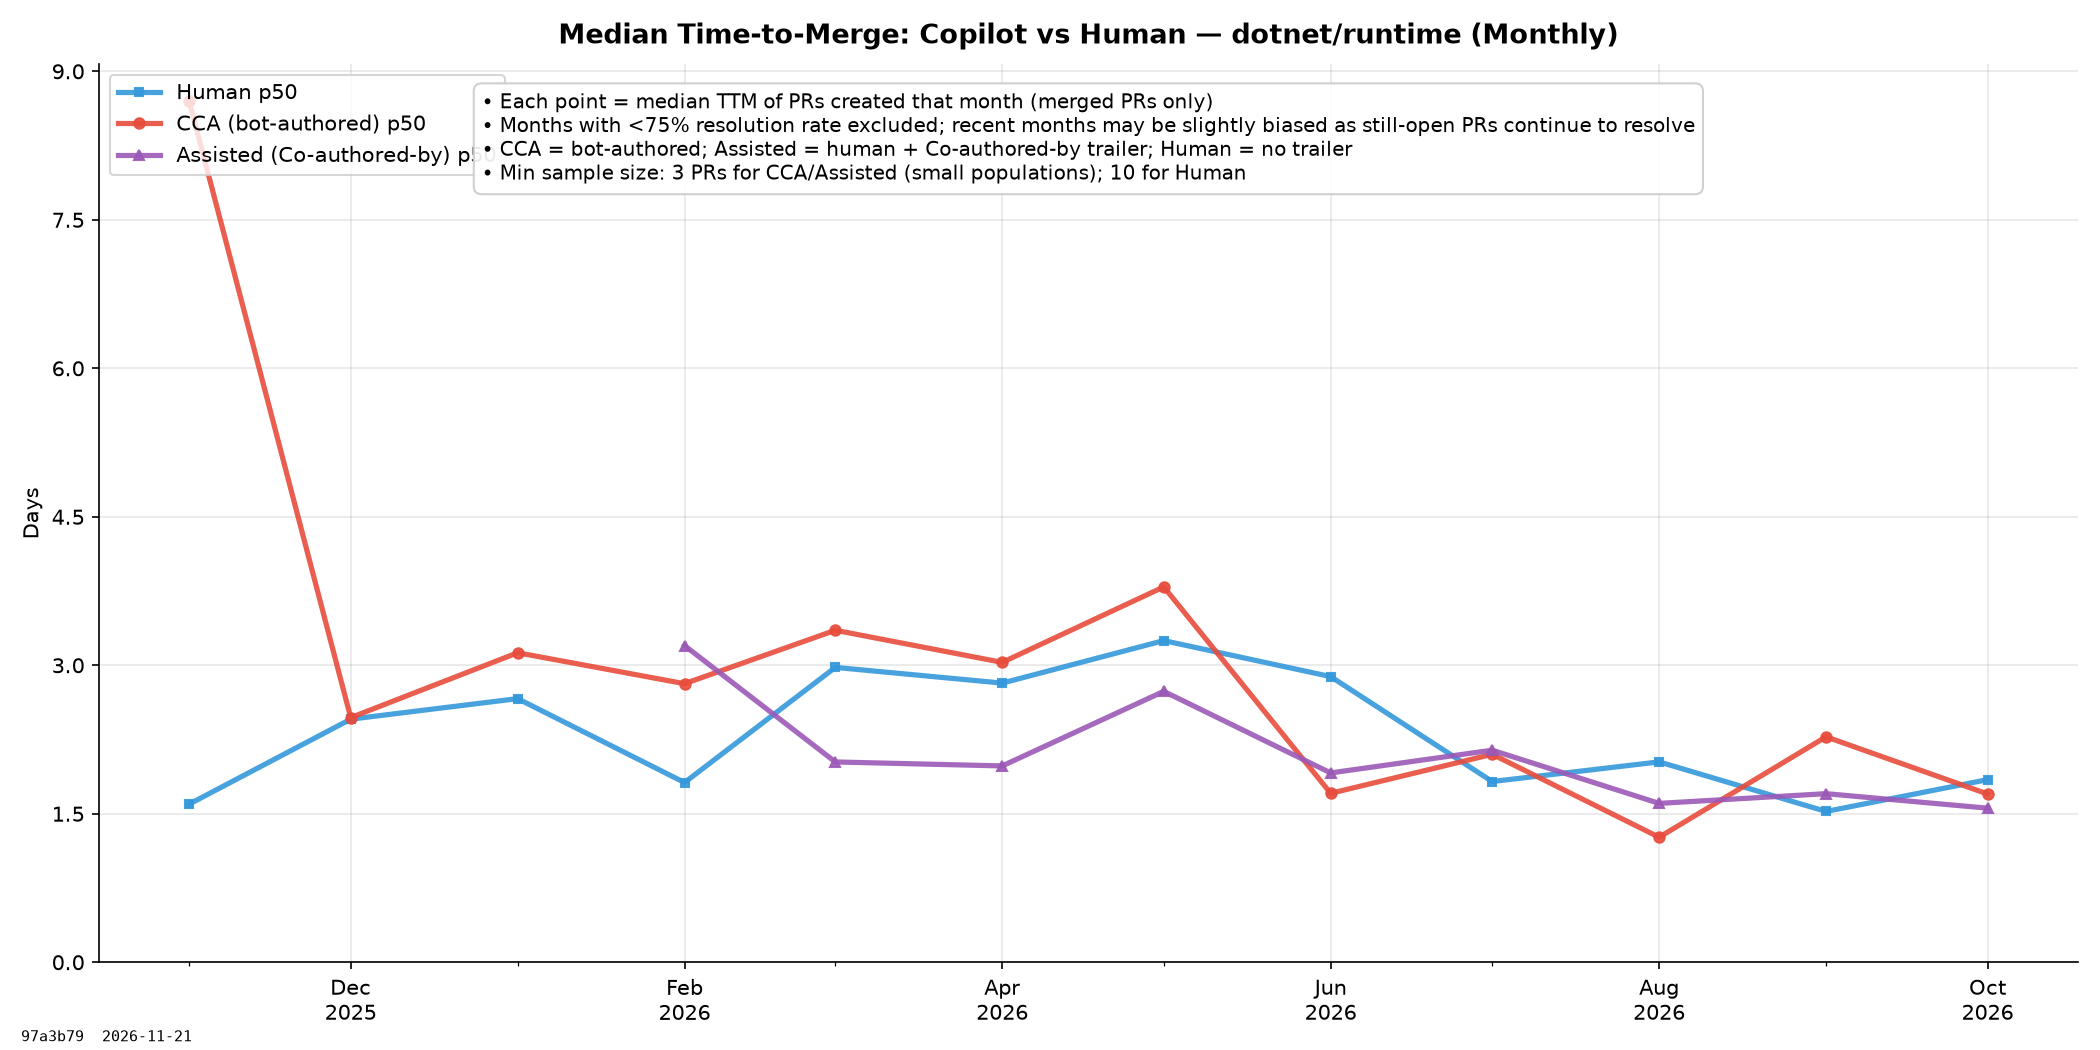 Median Time-to-Merge: Copilot vs Human — dotnet/runtime (Monthly)
9.0
7.5
6.0
4.5
3.0
1.5
0.0
Days
Human p50
CCA (bot-authored) p50
Assisted (Co-authored-by) p50
• Each point = median TTM of PRs created that month (merged PRs only)
• Months with <75% resolution rate excluded; recent months may be slightly biased as still-open PRs continue to resolve
• CCA = bot-authored; Assisted = human + Co-authored-by trailer; Human = no trailer
• Min sample size: 3 PRs for CCA/Assisted (small populations); 10 for Human
Dec
2025
Feb
2026
Apr
2026
Jun
2026
Aug
2026
Oct
2026
97a3b79 2026-11-21